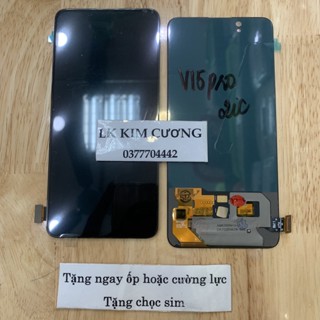 V15 pro
2ic
LK KIM CƯƠNG
0377704442
Tặng ngay ốp hoặc cường lực
Tặng chọc sim